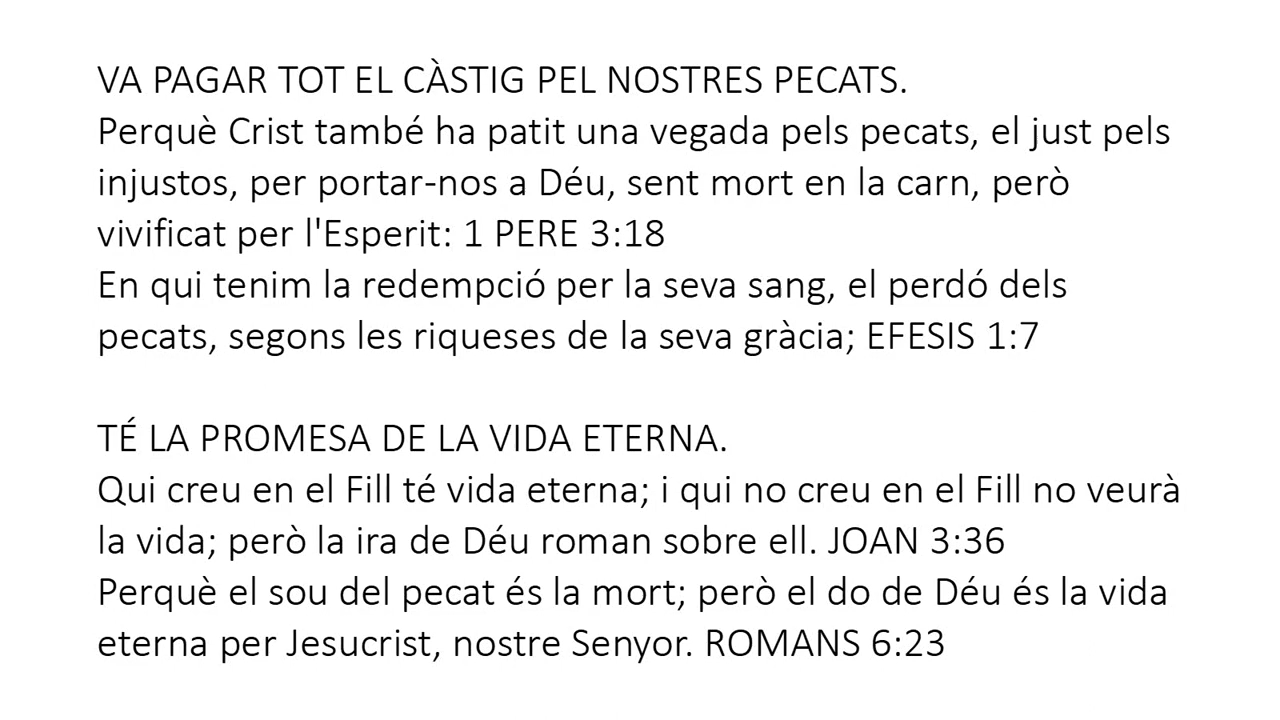 VA PAGAR TOT EL CÀSTIG PEL NOSTRES PECATS.
Perquè Crist també ha patit una vegada pels pecats, el just pels
injustos, per portar-nos a Déu, sent mort en la carn, però
vivificat per l'Esperit: 1 PERE 3:18
En qui tenim la redempció per la seva sang, el perdó dels
pecats, segons les riqueses de la seva gràcia; EFESIS 1:7
TÉ LA PROMESA DE LA VIDA ETERNA.
Qui creu en el Fill té vida eterna; i qui no creu en el Fill no veurà
la vida; però la ira de Déu roman sobre ell. JOAN 3:36
Perquè el sou del pecat és la mort; però el do de Déu és la vida
eterna per Jesucrist, nostre Senyor. ROMANS 6:23